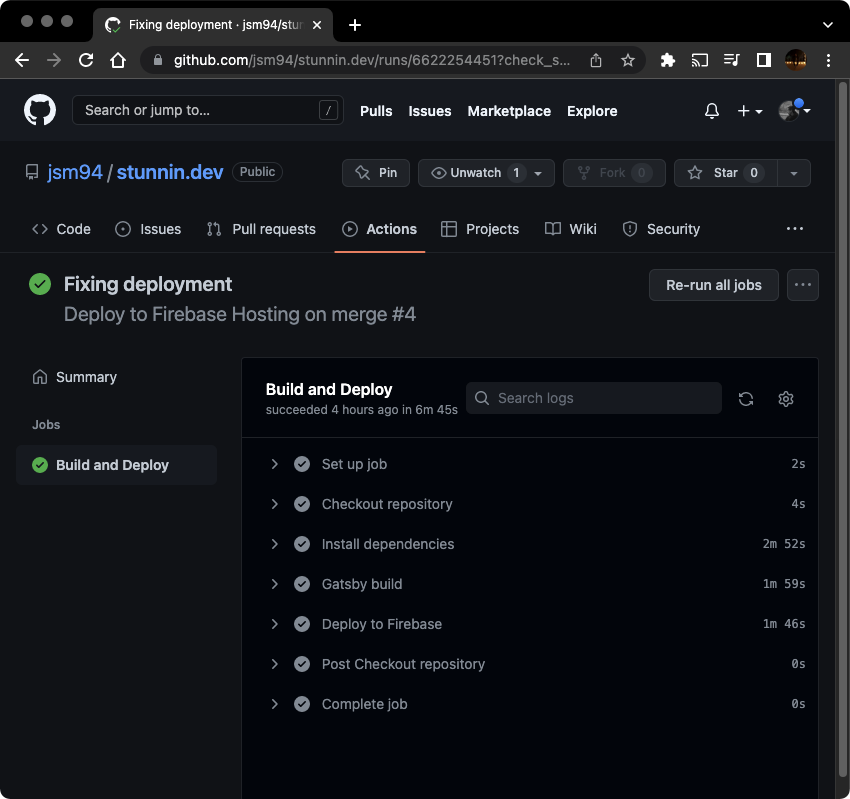 Fixing deployment · jsm94/stun
github.com/jsm94/stunnin.dev/runs/6622254451?check_s...
Search or jump to... /
Pulls Issues Marketplace Explore
jsm94 / stunnin.dev Public
Pin Unwatch 1 Fork 0 Star 0
Code Issues Pull requests Actions Projects Wiki Security
Fixing deployment
Deploy to Firebase Hosting on merge #4
Re-run all jobs
Summary
Jobs
Build and Deploy
Build and Deploy
succeeded 4 hours ago in 6m 45s
Search logs
Set up job 2s
Checkout repository 4s
Install dependencies 2m 52s
Gatsby build 1m 59s
Deploy to Firebase 1m 46s
Post Checkout repository 0s
Complete job 0s